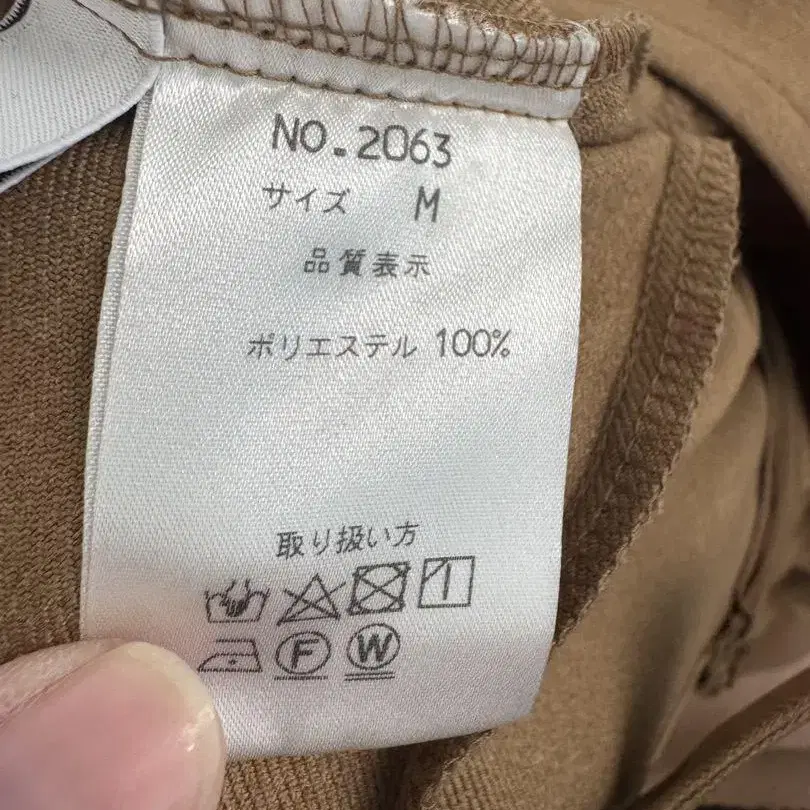 NO.2063
サイズ M
品質表示
ポリエステル 100%
取り扱い方
F W